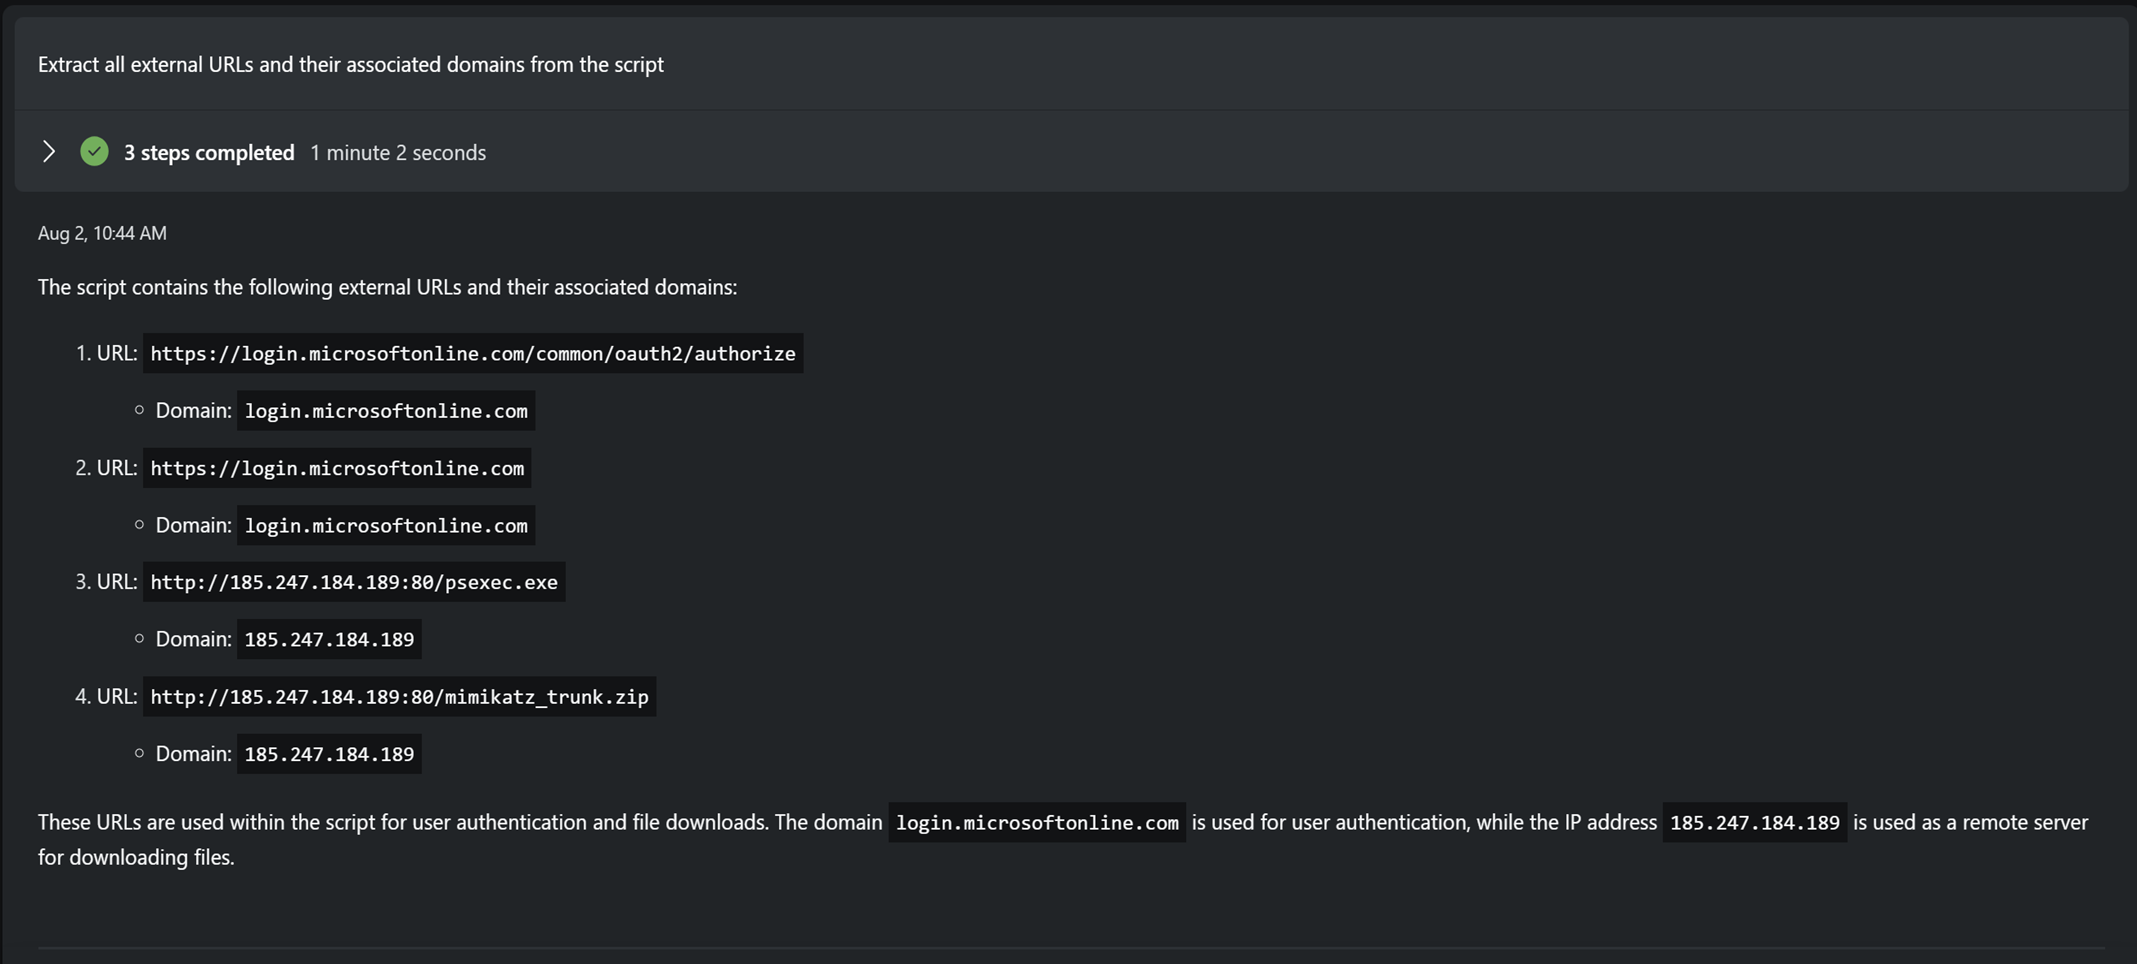 Extract all external URLs and their associated domains from the script
3 steps completed 1 minute 2 seconds
Aug 2, 10:44 AM
The script contains the following external URLs and their associated domains:
1. URL: https://login.microsoftonline.com/common/oauth2/authorize
○ Domain: login.microsoftonline.com
2. URL: https://login.microsoftonline.com
○ Domain: login.microsoftonline.com
3. URL: http://185.247.184.189:80/psexec.exe
○ Domain: 185.247.184.189
4. URL: http://185.247.184.189:80/mimikatz_trunk.zip
○ Domain: 185.247.184.189
These URLs are used within the script for user authentication and file downloads. The domain login.microsoftonline.com is used for user authentication, while the IP address 185.247.184.189 is used as a remote server
for downloading files.